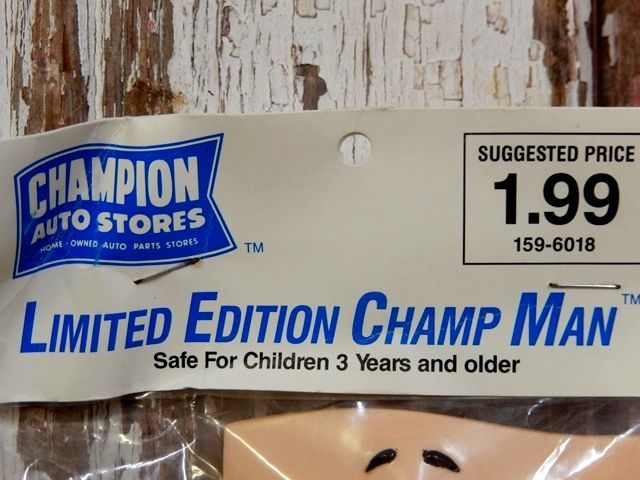 CHAMPION
AUTO STORES
HOME-OWNED AUTO PARTS STORES
TM
SUGGESTED PRICE
1.99
159-6018
LIMITED EDITION CHAMP MAN TM
Safe For Children 3 Years and older